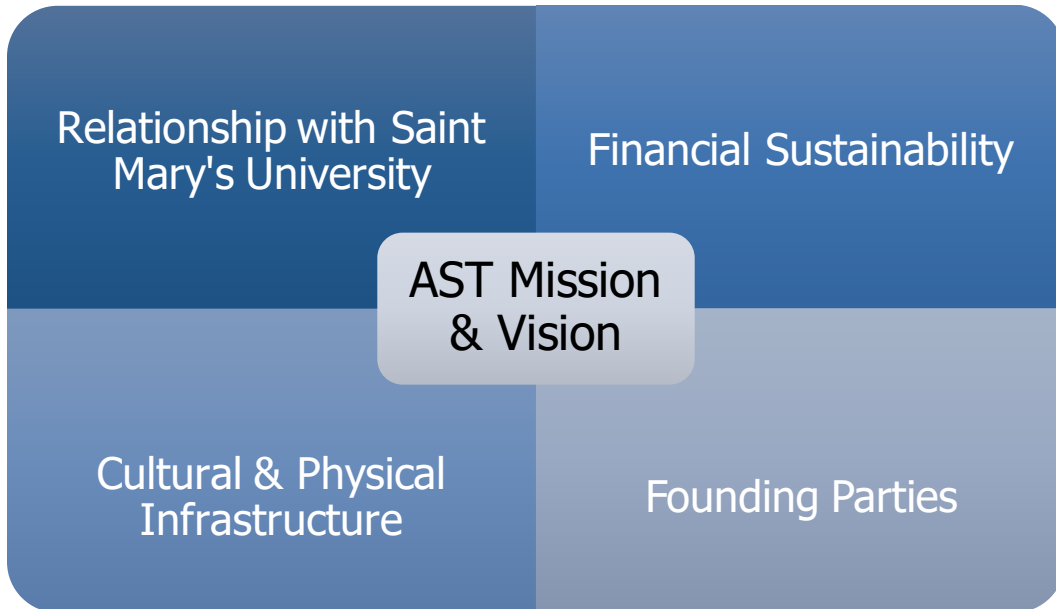 Relationship with Saint
Mary's University
Financial Sustainability
AST Mission
& Vision
Cultural & Physical
Infrastructure
Founding Parties